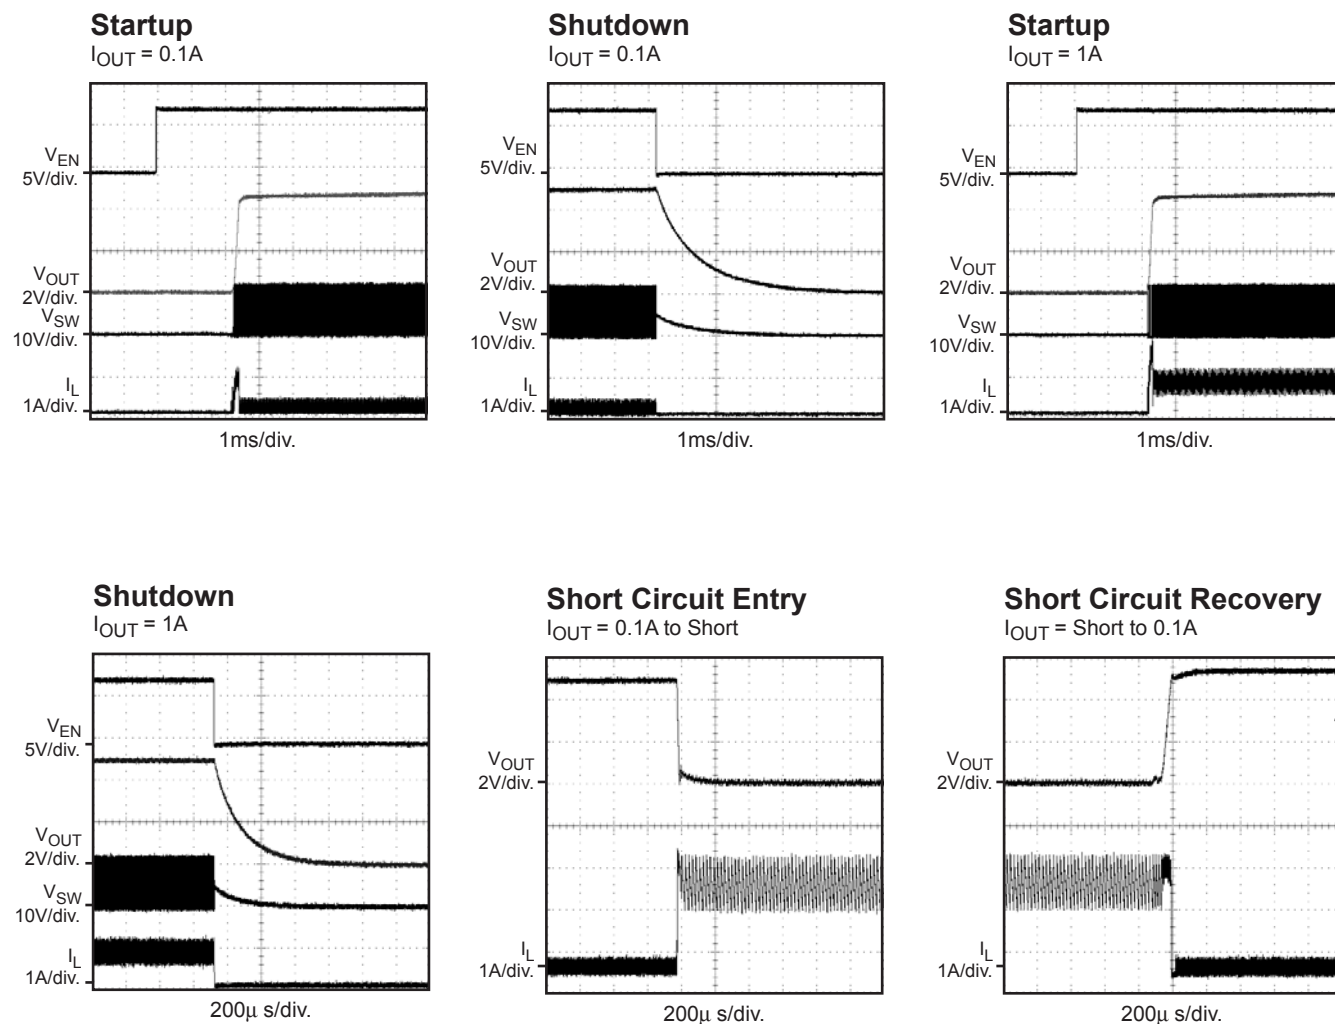 Startup
IOUT = 0.1A
VEN
5V/div.
VOUT
2V/div.
VSW
10V/div.
IL
1A/div.
1ms/div.
Shutdown
IOUT = 0.1A
VEN
5V/div.
VOUT
2V/div.
VSW
10V/div.
IL
1A/div.
1ms/div.
Startup
IOUT = 1A
VEN
5V/div.
VOUT
2V/div.
VSW
10V/div.
IL
1A/div.
1ms/div.
Shutdown
IOUT = 1A
VEN
5V/div.
VOUT
2V/div.
VSW
10V/div.
IL
1A/div.
200µ s/div.
Short Circuit Entry
IOUT = 0.1A to Short
VOUT
2V/div.
IL
1A/div.
200µ s/div.
Short Circuit Recovery
IOUT = Short to 0.1A
VOUT
2V/div.
IL
1A/div.
200µ s/div.